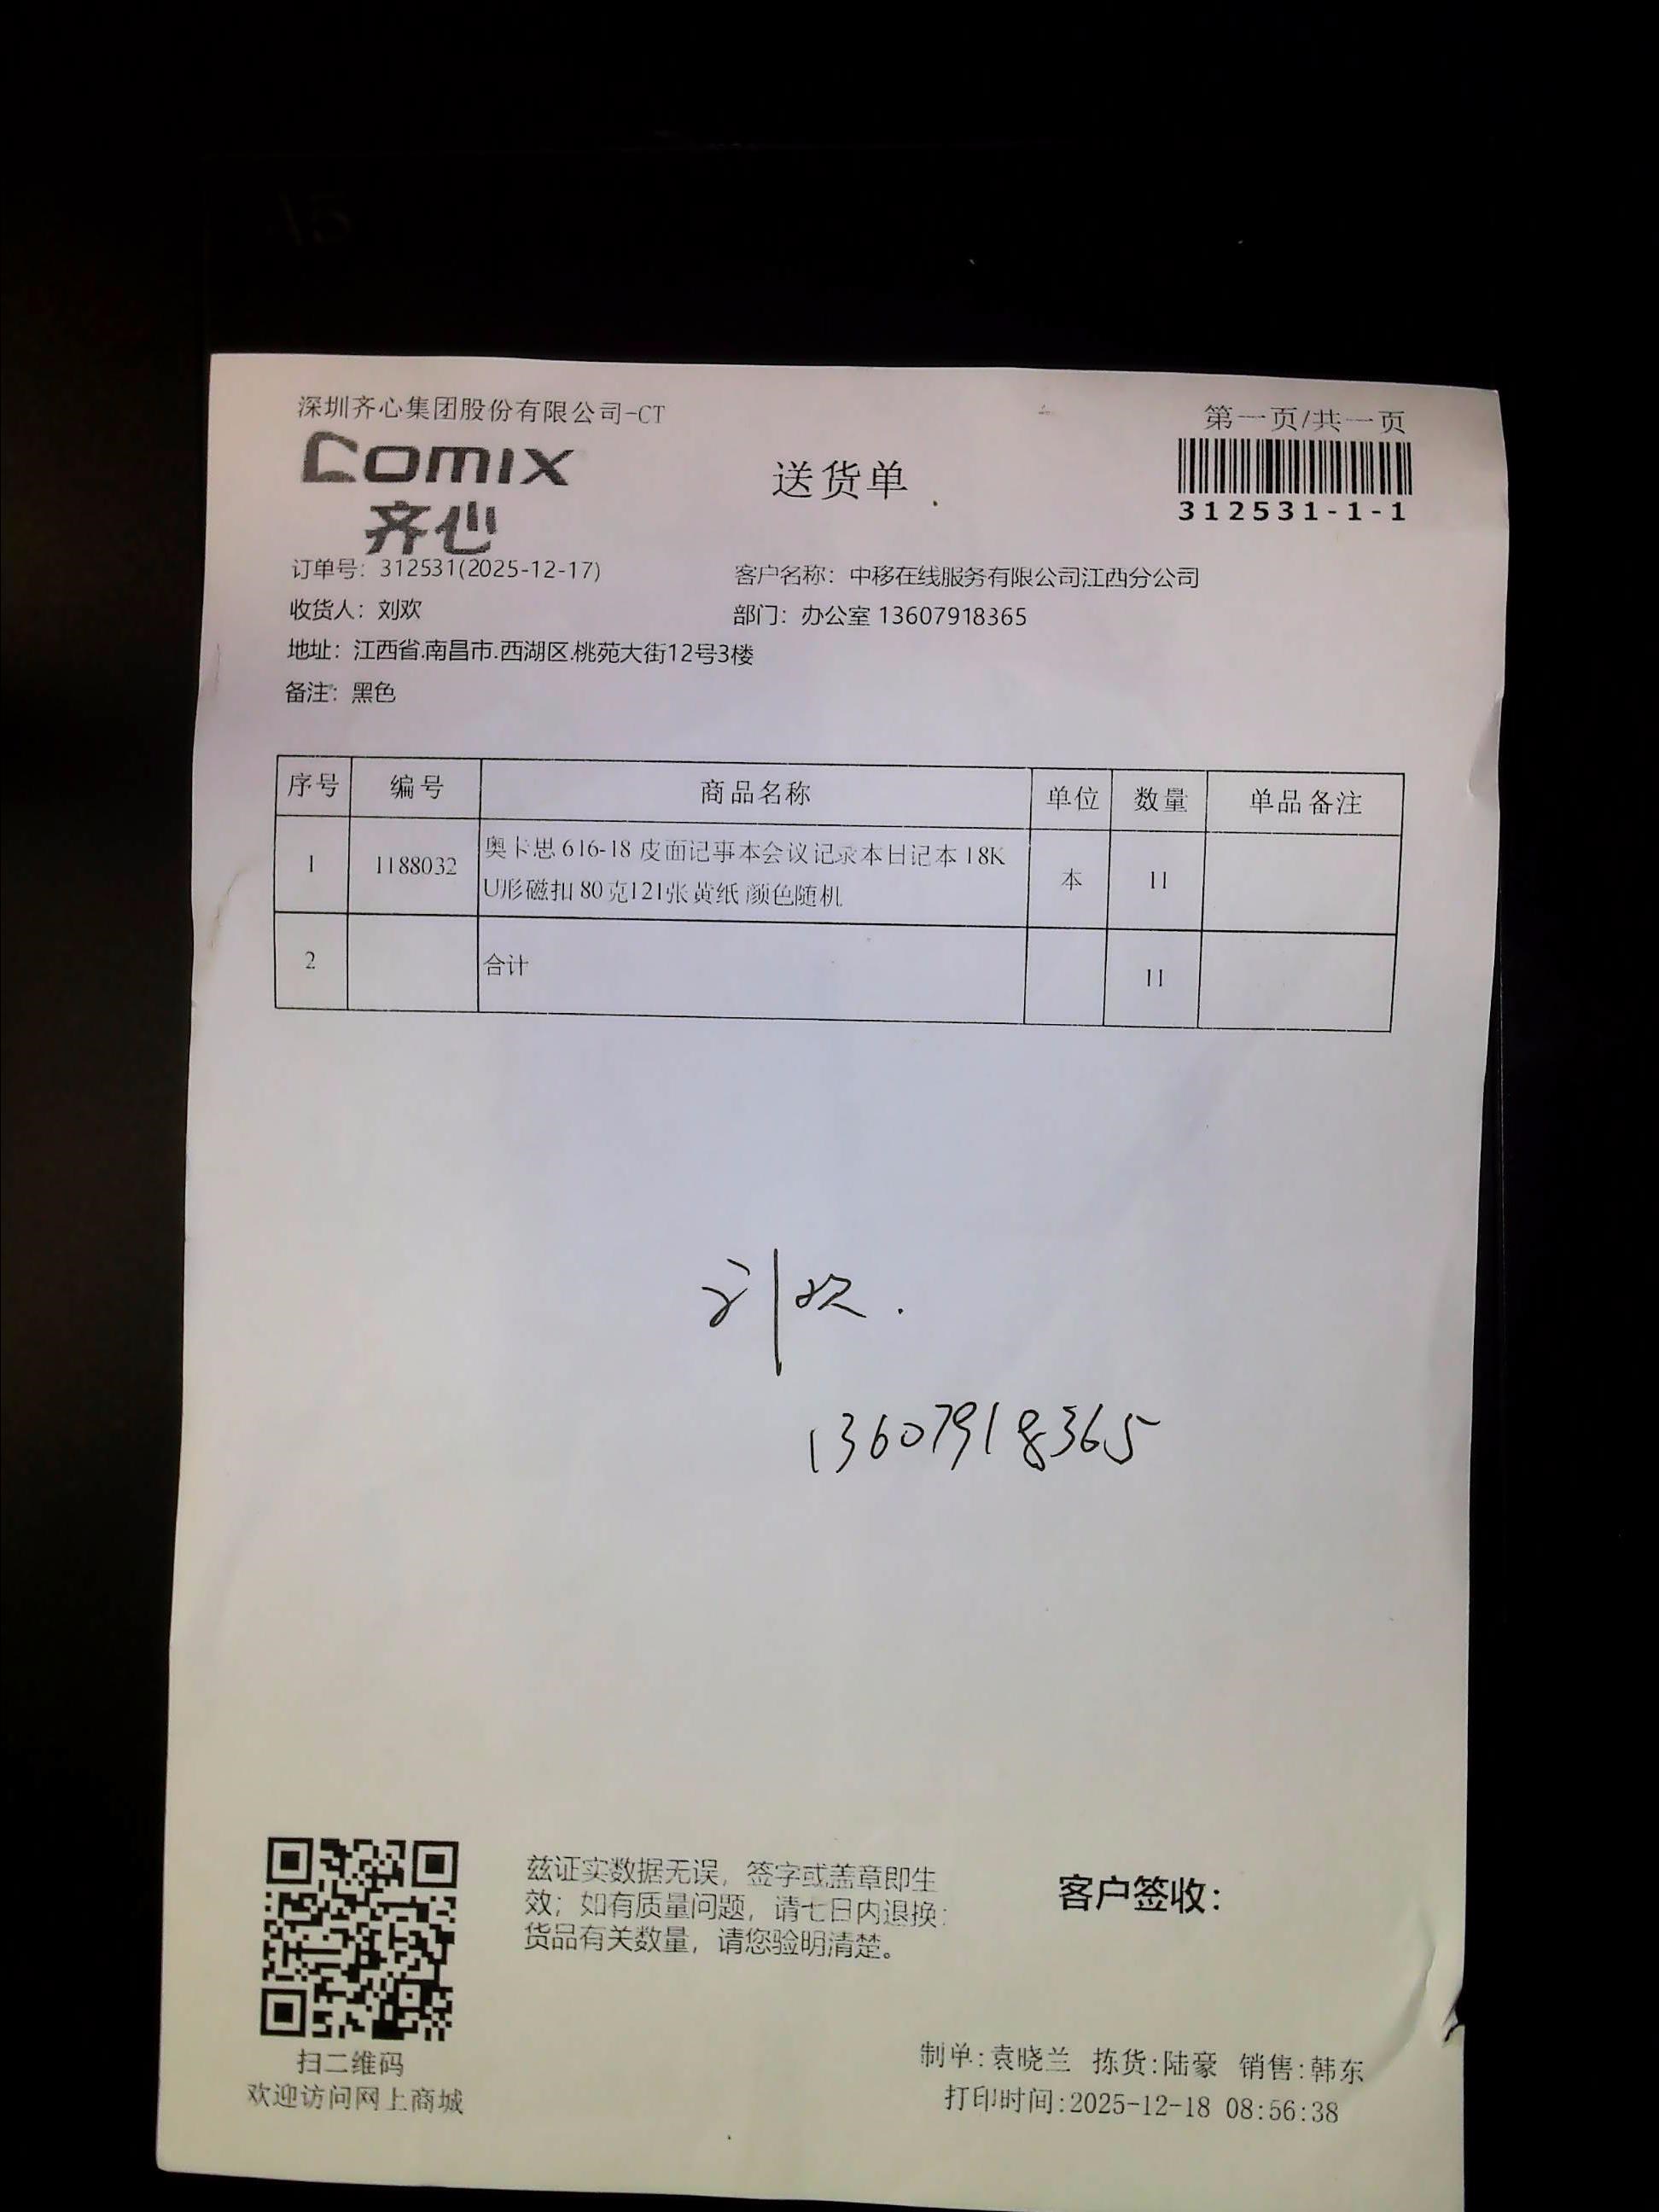 深圳齐心集团股份有限公司-CT
第一页/共一页
comix
齐心
送货单
312531-1-1
订单号：312531(2025-12-17)
客户名称：中移在线服务有限公司江西分公司
收货人：刘欢
部门：办公室 13607918365
地址：江西省.南昌市.西湖区.桃苑大街12号3楼
备注：黑色
序号 编号 商品名称 单位 数量 单品备注
1 1188032 奥卡思 616-18 皮面记事本会议记录本日记本 18K 本 11
U形磁扣 80克121张 黄纸 颜色随机
2 合计 11
刘欢.
13607918365
兹证实数据无误，签字或盖章即生
效；如有质量问题，请七日内退换；
货品有关数量，请您验明清楚。
客户签收：
扫二维码
欢迎访问网上商城
制单:袁晓兰 拣货:陆豪 销售:韩东
打印时间:2025-12-18 08:56:38